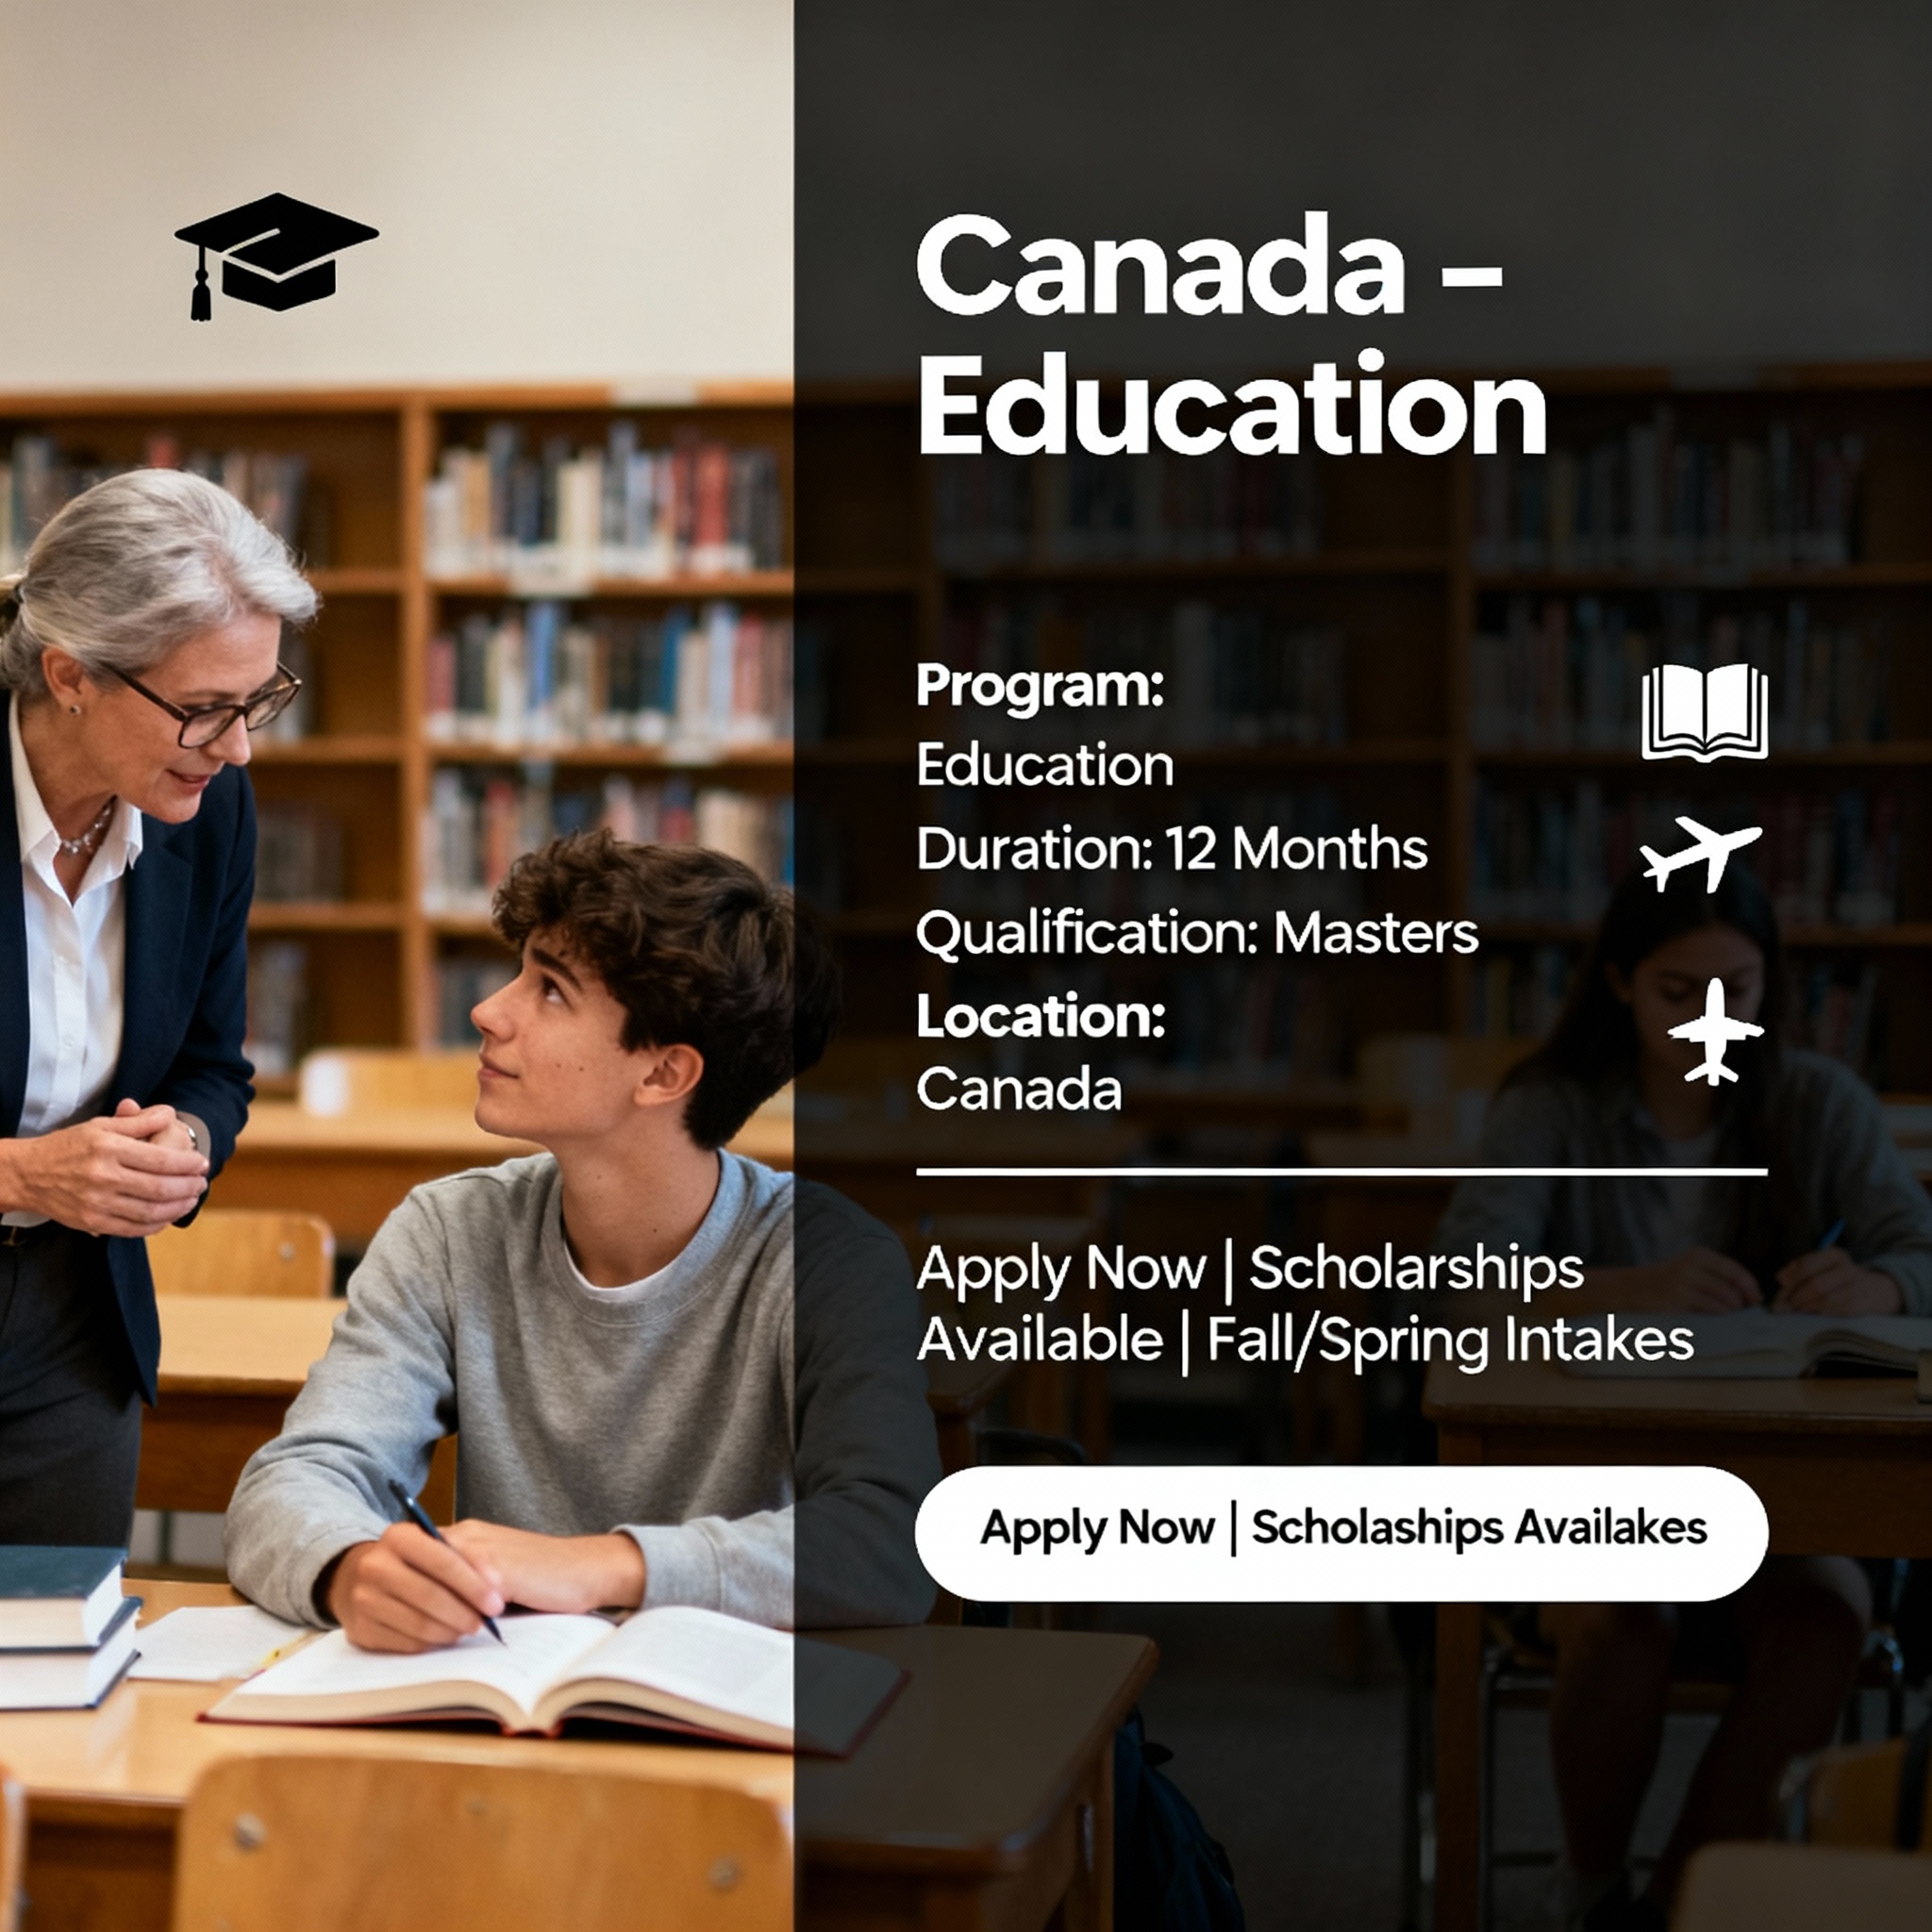 Canada –
Education
Program:
Education
Duration: 12 Months
Qualification: Masters
Location:
Canada
Apply Now | Scholarships
Available | Fall/Spring Intakes
Apply Now | Scholaships Availakes